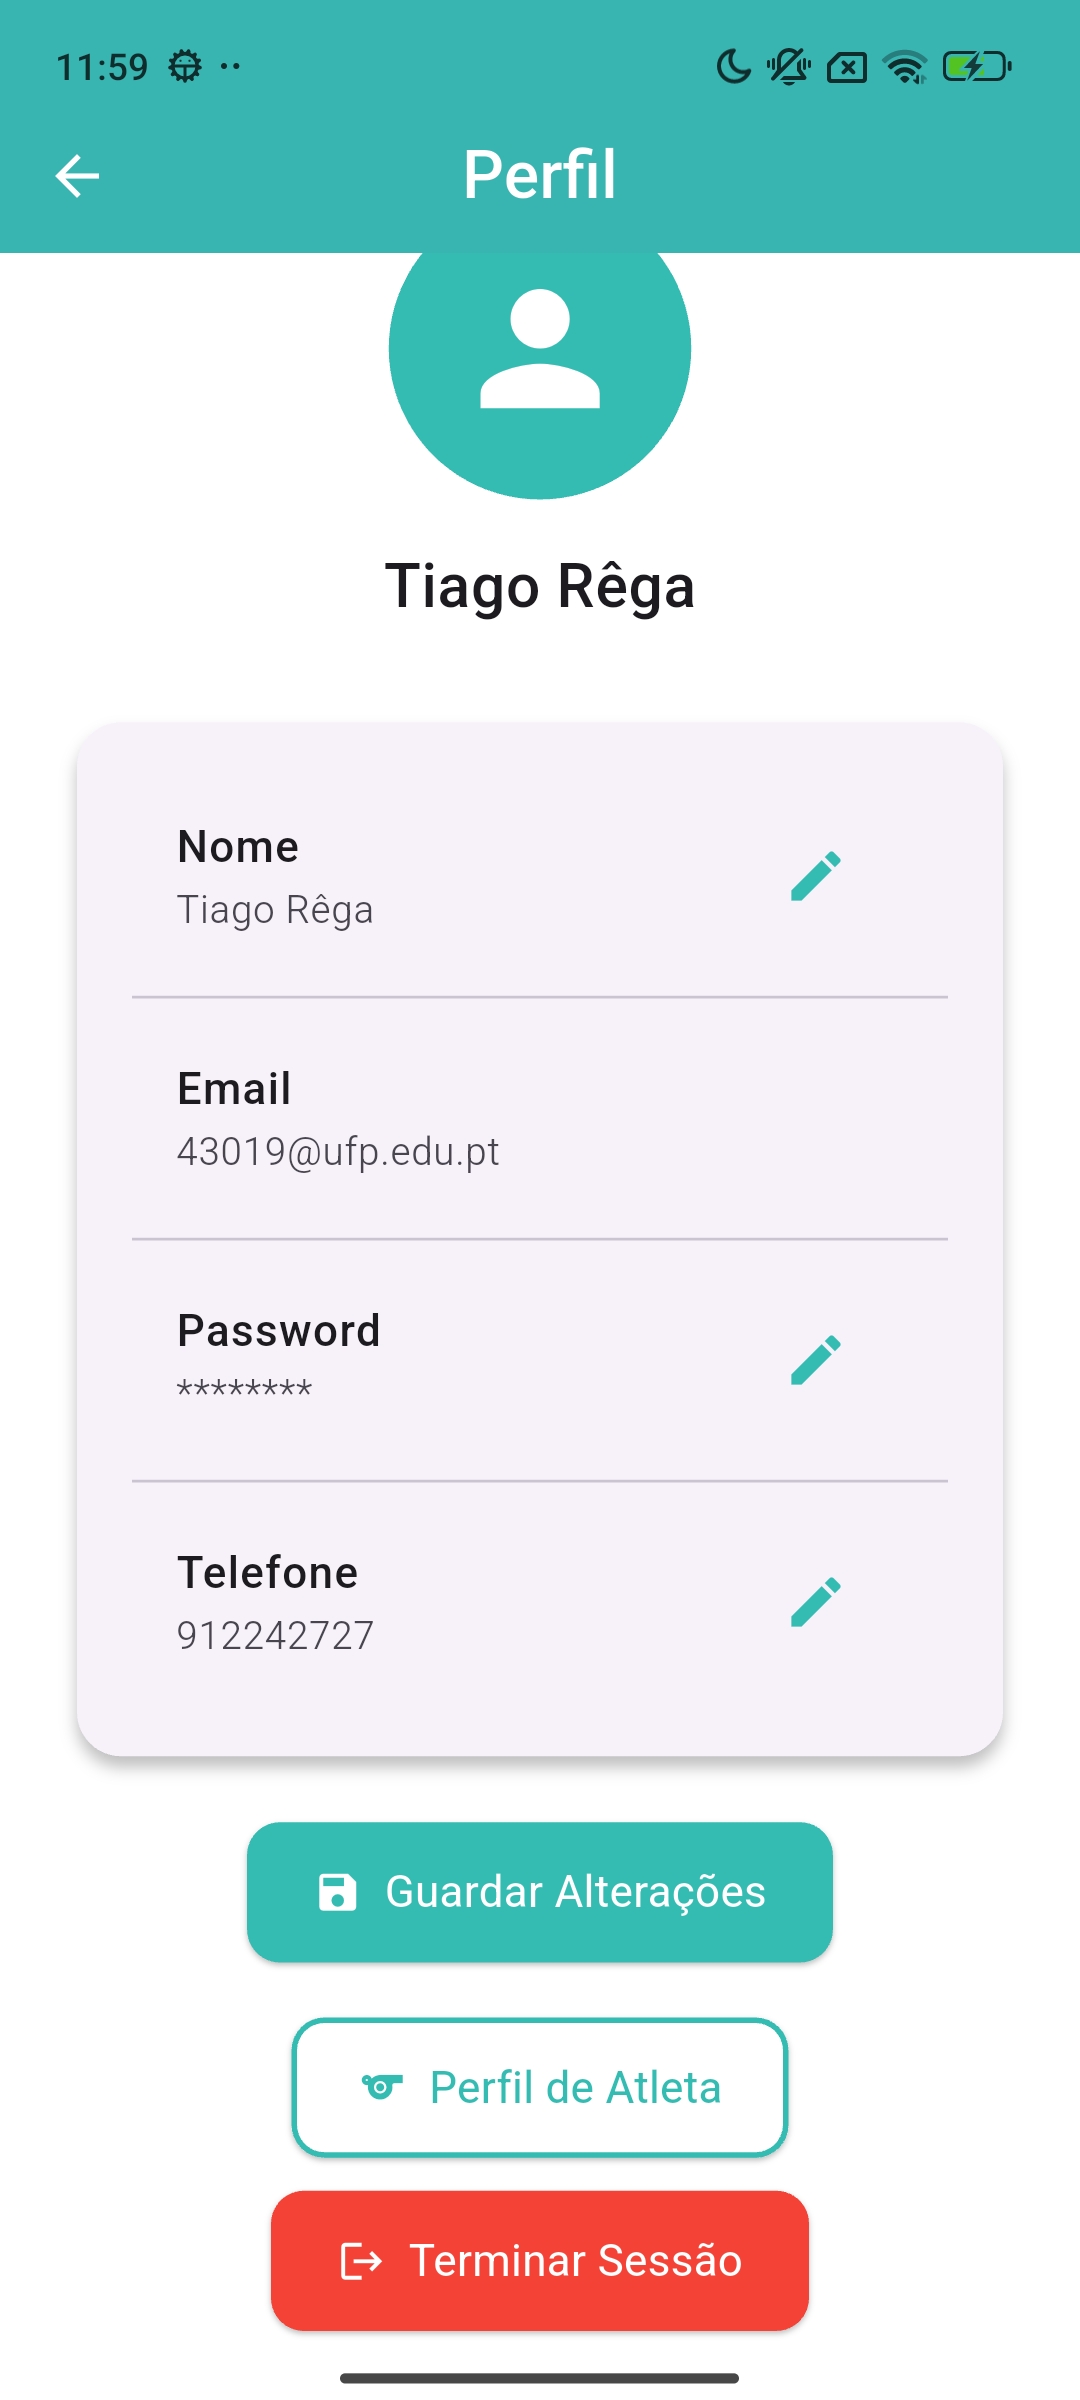 11:59
Perfil
Tiago Rêga
Nome
Tiago Rêga
Email
43019@ufp.edu.pt
Password
********
Telefone
912242727
Guardar Alterações
Perfil de Atleta
Terminar Sessão